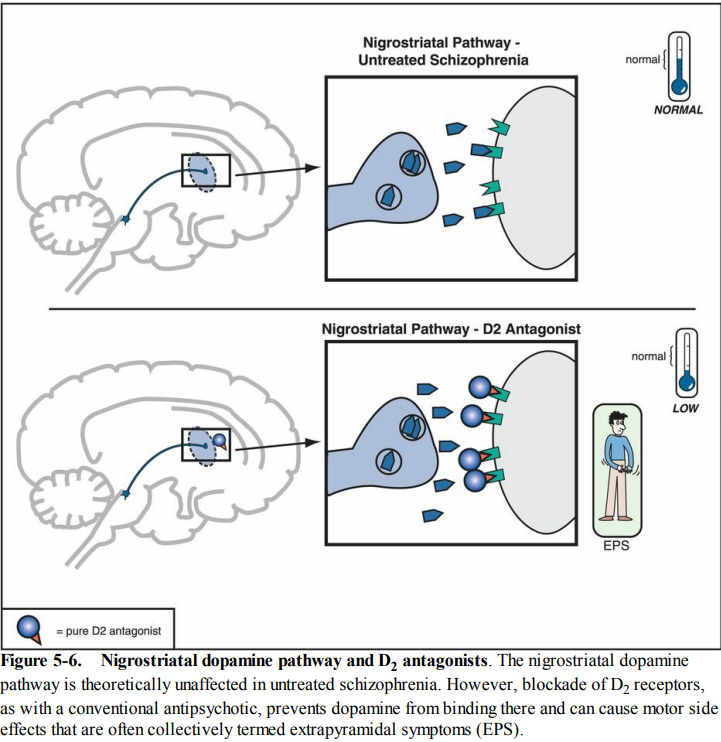 Nigrostriatal Pathway -
Untreated Schizophrenia
normal
NORMAL
Nigrostriatal Pathway - D2 Antagonist
normal
LOW
EPS
= pure D2 antagonist
Figure 5-6. Nigrostriatal dopamine pathway and D₂ antagonists. The nigrostriatal dopamine
pathway is theoretically unaffected in untreated schizophrenia. However, blockade of D₂ receptors,
as with a conventional antipsychotic, prevents dopamine from binding there and can cause motor side
effects that are often collectively termed extrapyramidal symptoms (EPS).